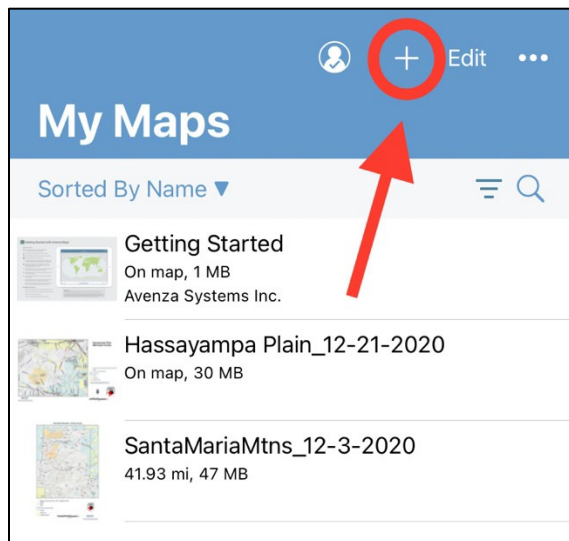 Edit
My Maps
Sorted By Name ▼
Getting Started
On map, 1 MB
Avenza Systems Inc.
Hassayampa Plain_12-21-2020
On map, 30 MB
SantaMariaMtns_12-3-2020
41.93 mi, 47 MB